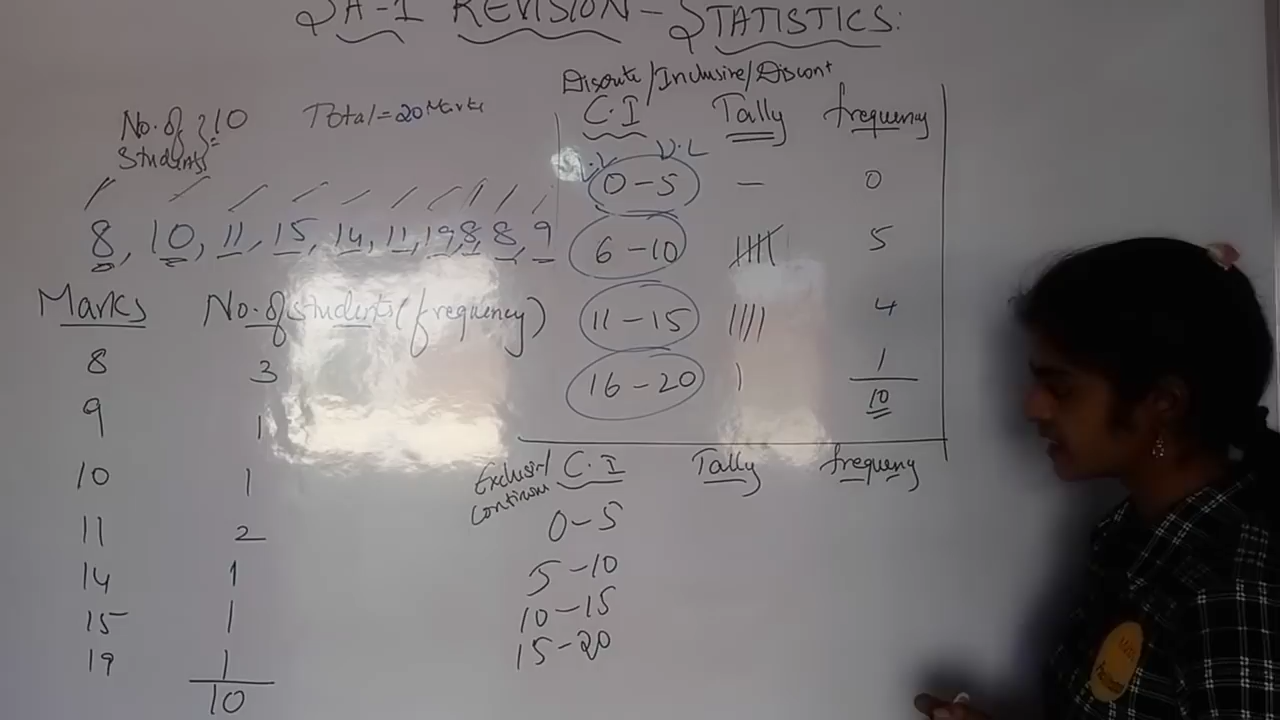 SA-1 REVISION - STATISTICS:
No. of students } 10
Total = 20 Marks
8, 10, 11, 15, 14, 11, 19, 8, 8, 9
Marks No. of students (frequency)
8 3
9 1
10 1
11 2
14 1
15 1
19 1
10
Discrete/Inclusive/Discont
C.I Tally frequency
U.L
0-5 — 0
6-10 5
11-15 |||| 4
16-20 | 1
10
C.I Tally frequency
0-5
5-10
10-15
15-20